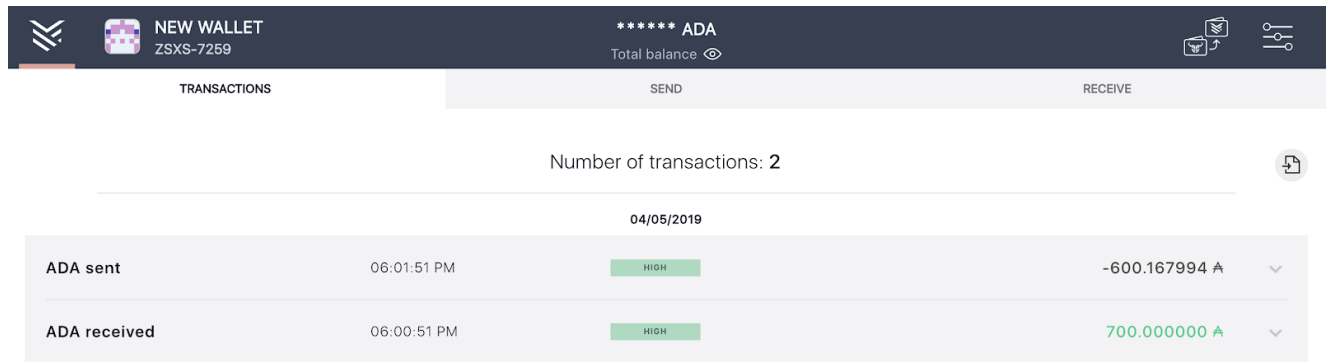 NEW WALLET
ZSXS-7259
****** ADA
Total balance
TRANSACTIONS SEND RECEIVE
Number of transactions: 2
04/05/2019
ADA sent 06:01:51 PM HIGH -600.167994 ₳
ADA received 06:00:51 PM HIGH 700.000000 ₳